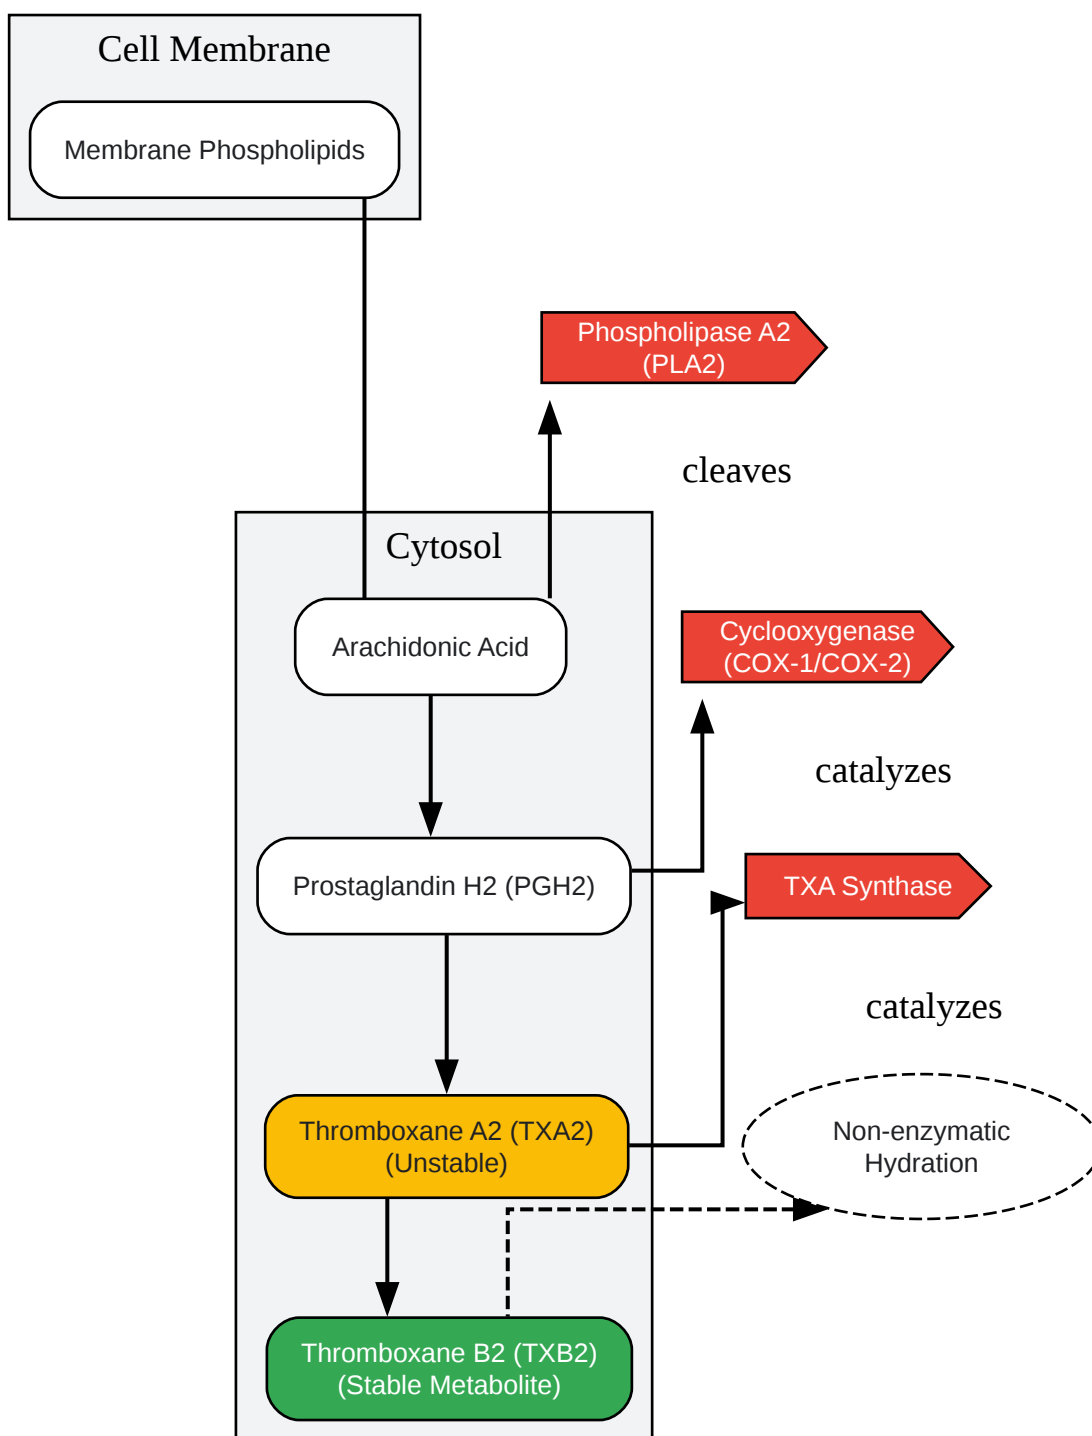 Cell Membrane
Membrane Phospholipids
Phospholipase A2
(PLA2)
cleaves
Cytosol
Arachidonic Acid
Cyclooxygenase
(COX-1/COX-2)
catalyzes
Prostaglandin H2 (PGH2)
TXA Synthase
catalyzes
Thromboxane A2 (TXA2)
(Unstable)
Non-enzymatic
Hydration
Thromboxane B2 (TXB2)
(Stable Metabolite)